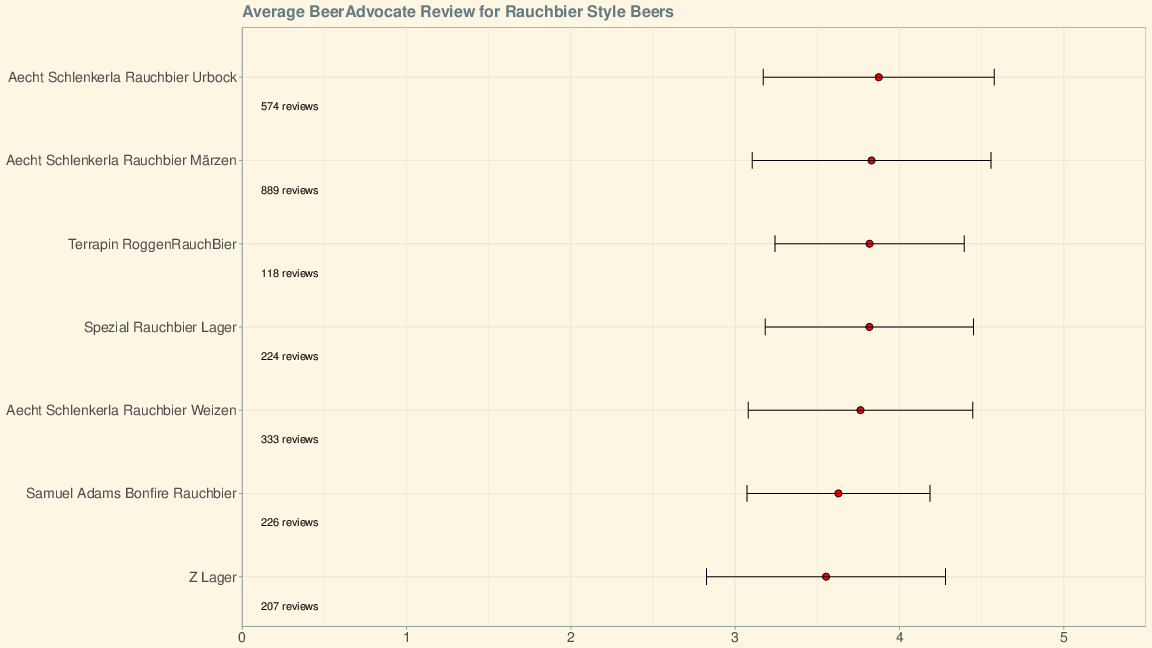 Average BeerAdvocate Review for Rauchbier Style Beers
Aecht Schlenkerla Rauchbier Urbock
574 reviews
Aecht Schlenkerla Rauchbier Märzen
889 reviews
Terrapin RoggenRauchBier
118 reviews
Spezial Rauchbier Lager
224 reviews
Aecht Schlenkerla Rauchbier Weizen
333 reviews
Samuel Adams Bonfire Rauchbier
226 reviews
Z Lager
207 reviews
0 1 2 3 4 5